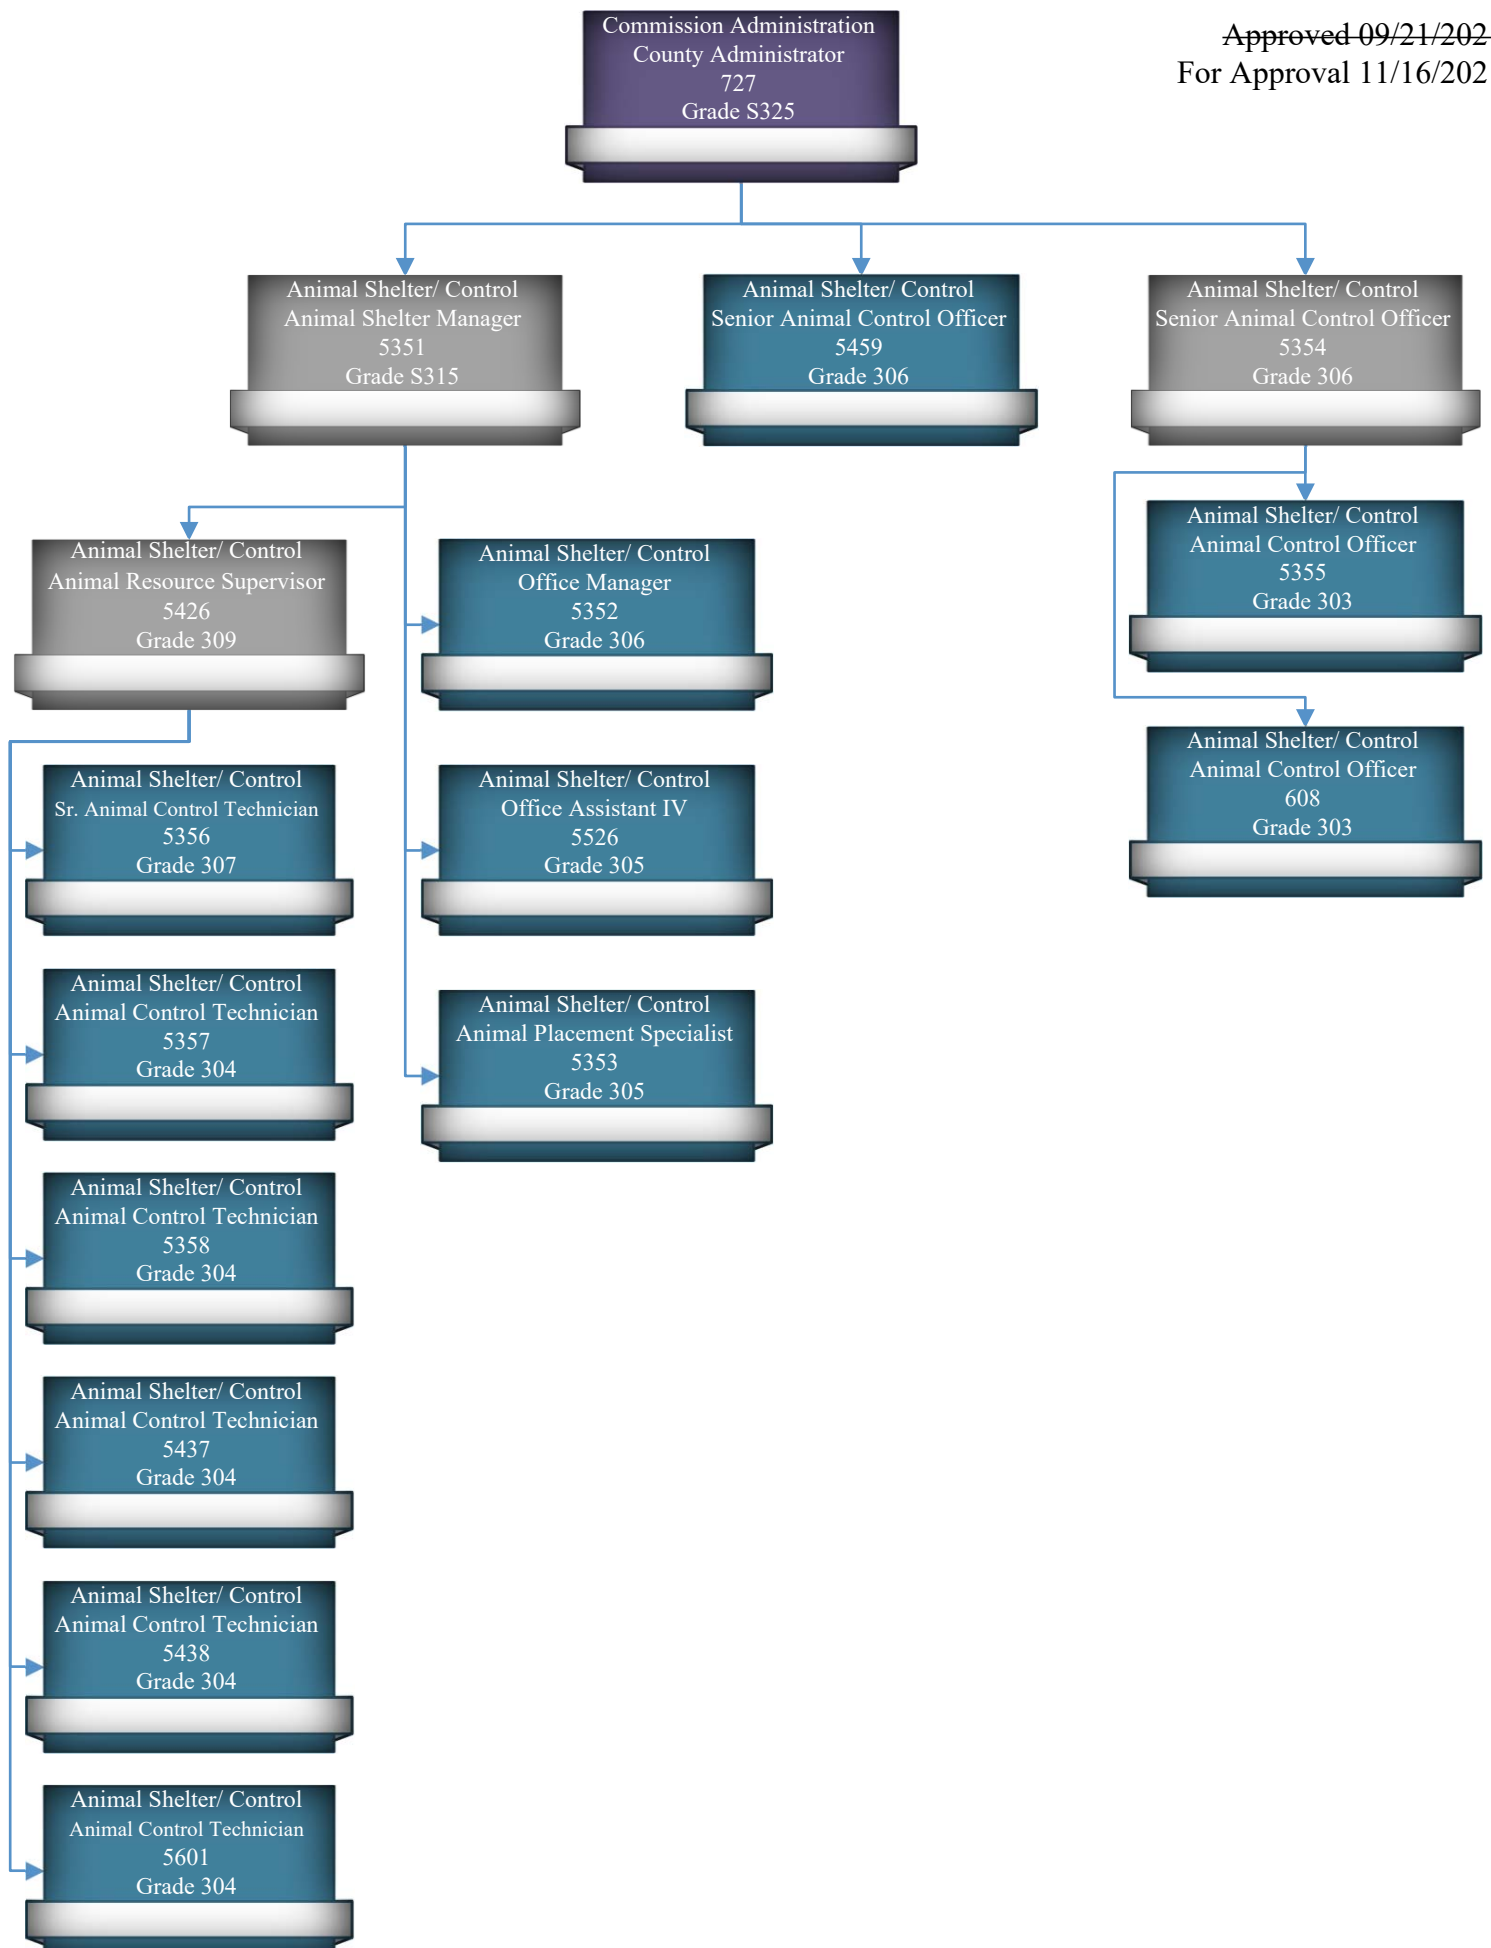 Commission Administration
County Administrator
727
Grade S325
Approved 09/21/202
For Approval 11/16/202
Animal Shelter/ Control
Animal Shelter Manager
5351
Grade S315
Animal Shelter/ Control
Senior Animal Control Officer
5459
Grade 306
Animal Shelter/ Control
Senior Animal Control Officer
5354
Grade 306
Animal Shelter/ Control
Animal Resource Supervisor
5426
Grade 309
Animal Shelter/ Control
Office Manager
5352
Grade 306
Animal Shelter/ Control
Animal Control Officer
5355
Grade 303
Animal Shelter/ Control
Sr. Animal Control Technician
5356
Grade 307
Animal Shelter/ Control
Office Assistant IV
5526
Grade 305
Animal Shelter/ Control
Animal Control Officer
608
Grade 303
Animal Shelter/ Control
Animal Control Technician
5357
Grade 304
Animal Shelter/ Control
Animal Placement Specialist
5353
Grade 305
Animal Shelter/ Control
Animal Control Technician
5358
Grade 304
Animal Shelter/ Control
Animal Control Technician
5437
Grade 304
Animal Shelter/ Control
Animal Control Technician
5438
Grade 304
Animal Shelter/ Control
Animal Control Technician
5601
Grade 304